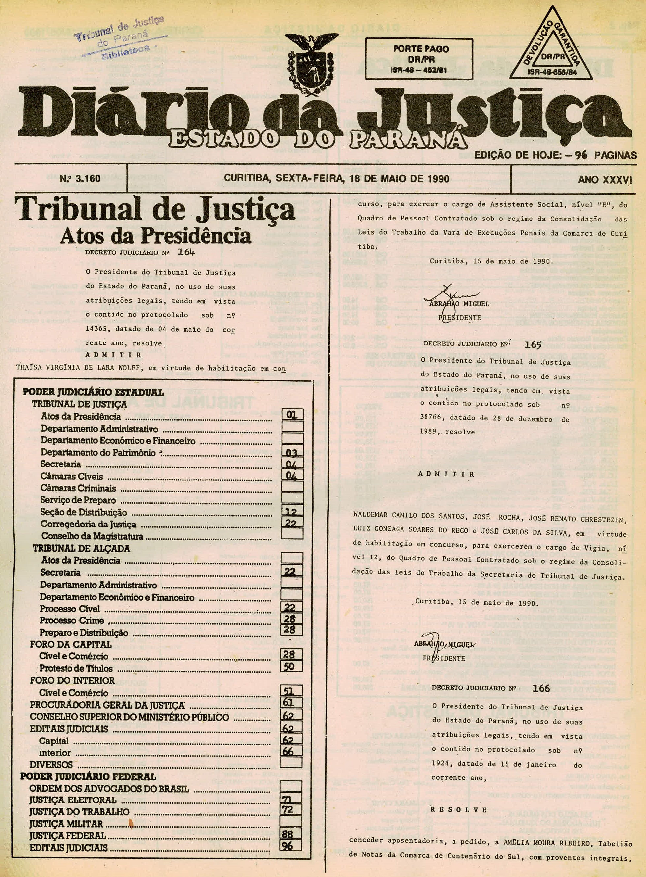 Tribunal de Justiça
do Paraná
Biblioteca
PORTE PAGO
DR/PR
ISR-48 - 452/81
DEVOLUÇÃO GARANTIDA
DR/PR
ISR-48-655/84
Diário da Justiça
ESTADO DO PARANÁ
EDIÇÃO DE HOJE: - 96 PAGINAS
N.º 3.160
CURITIBA, SEXTA-FEIRA, 18 DE MAIO DE 1990
ANO XXXVI
Tribunal de Justiça
Atos da Presidência
DECRETO JUDICIÁRIO Nº 164
O Presidente do Tribunal de Justiça
do Estado do Paraná, no uso de suas
atribuições legais, tendo em vista
o contido no protocolado sob nº
14363, datado de 04 de maio do cor
rente ano, resolve
A D M I T I R
THAÍSA VIRGÍNIA DE LARA WOLFF, em virtude de habilitação em con
PODER JUDICIÁRIO ESTADUAL
TRIBUNAL DE JUSTIÇA
Atos da Presidência 01
Departamento Administrativo
Departamento Econômico e Financeiro
Departamento do Patrimônio 03
Secretaria 04
Câmaras Cíveis 04
Câmaras Criminais
Serviço de Preparo
Seção de Distribuição 12
Corregedoria da Justiça 22
Conselho da Magistratura
TRIBUNAL DE ALÇADA
Atos da Presidência
Secretaria 22
Departamento Administrativo
Departamento Econômico e Financeiro
Processo Cível 22
Processo Crime 28
Preparo e Distribuição 28
FORO DA CAPITAL
Cível e Comércio 28
Protesto de Títulos 50
FORO DO INTERIOR
Cível e Comércio 51
PROCURADORIA GERAL DA JUSTIÇA 61
CONSELHO SUPERIOR DO MINISTÉRIO PÚBLICO 62
EDITAIS JUDICIAIS 62
Capital 62
interior 66
DIVERSOS
PODER JUDICIÁRIO FEDERAL
ORDEM DOS ADVOGADOS DO BRASIL
JUSTIÇA ELEITORAL 71
JUSTIÇA DO TRABALHO 72
JUSTIÇA MILITAR
JUSTIÇA FEDERAL 88
EDITAIS JUDICIAIS 96
curso, para exercer o cargo de Assistente Social, nível "E", do
Quadro de Pessoal Contratado sob o regime da Consolidação das
Leis do Trabalho da Vara de Execuções Penais da Comarca de Curi
tiba.
Curitiba, 15 de maio de 1990.
ABRAHÃO MIGUEL
PRESIDENTE
DECRETO JUDICIÁRIO Nº 165
O Presidente do Tribunal de Justiça
do Estado do Paraná, no uso de suas
atribuições legais, tendo em vista
o contido no protocolado sob nº
38766, datado de 28 de dezembro de
1989, resolve
A D M I T I R
WALDEMAR CAMILO DOS SANTOS, JOSÉ ROCHA, JOSÉ RENATO CHRESTEZIN,
LUIZ GONZAGA SOARES DO REGO e JOSÉ CARLOS DA SILVA, em virtude
de habilitação em concurso, para exercerem o cargo de Vigia, ní
vel 12, do Quadro de Pessoal Contratado sob o regime da Consoli-
dação das Leis do Trabalho da Secretaria do Tribunal de Justiça.
Curitiba, 15 de maio de 1990.
ABRAHÃO MIGUEL
PRESIDENTE
DECRETO JUDICIÁRIO Nº 166
O Presidente do Tribunal de Justiça
do Estado do Paraná, no uso de suas
atribuições legais, tendo em vista
o contido no protocolado sob nº
1924, datado de 11 de janeiro do
corrente ano,
R E S O L V E
conceder aposentadoria, a pedido, a AMÉLIA MOURA RIBEIRO, Tabeliã
de Notas da Comarca de Centenário do Sul, com proventos integrais,